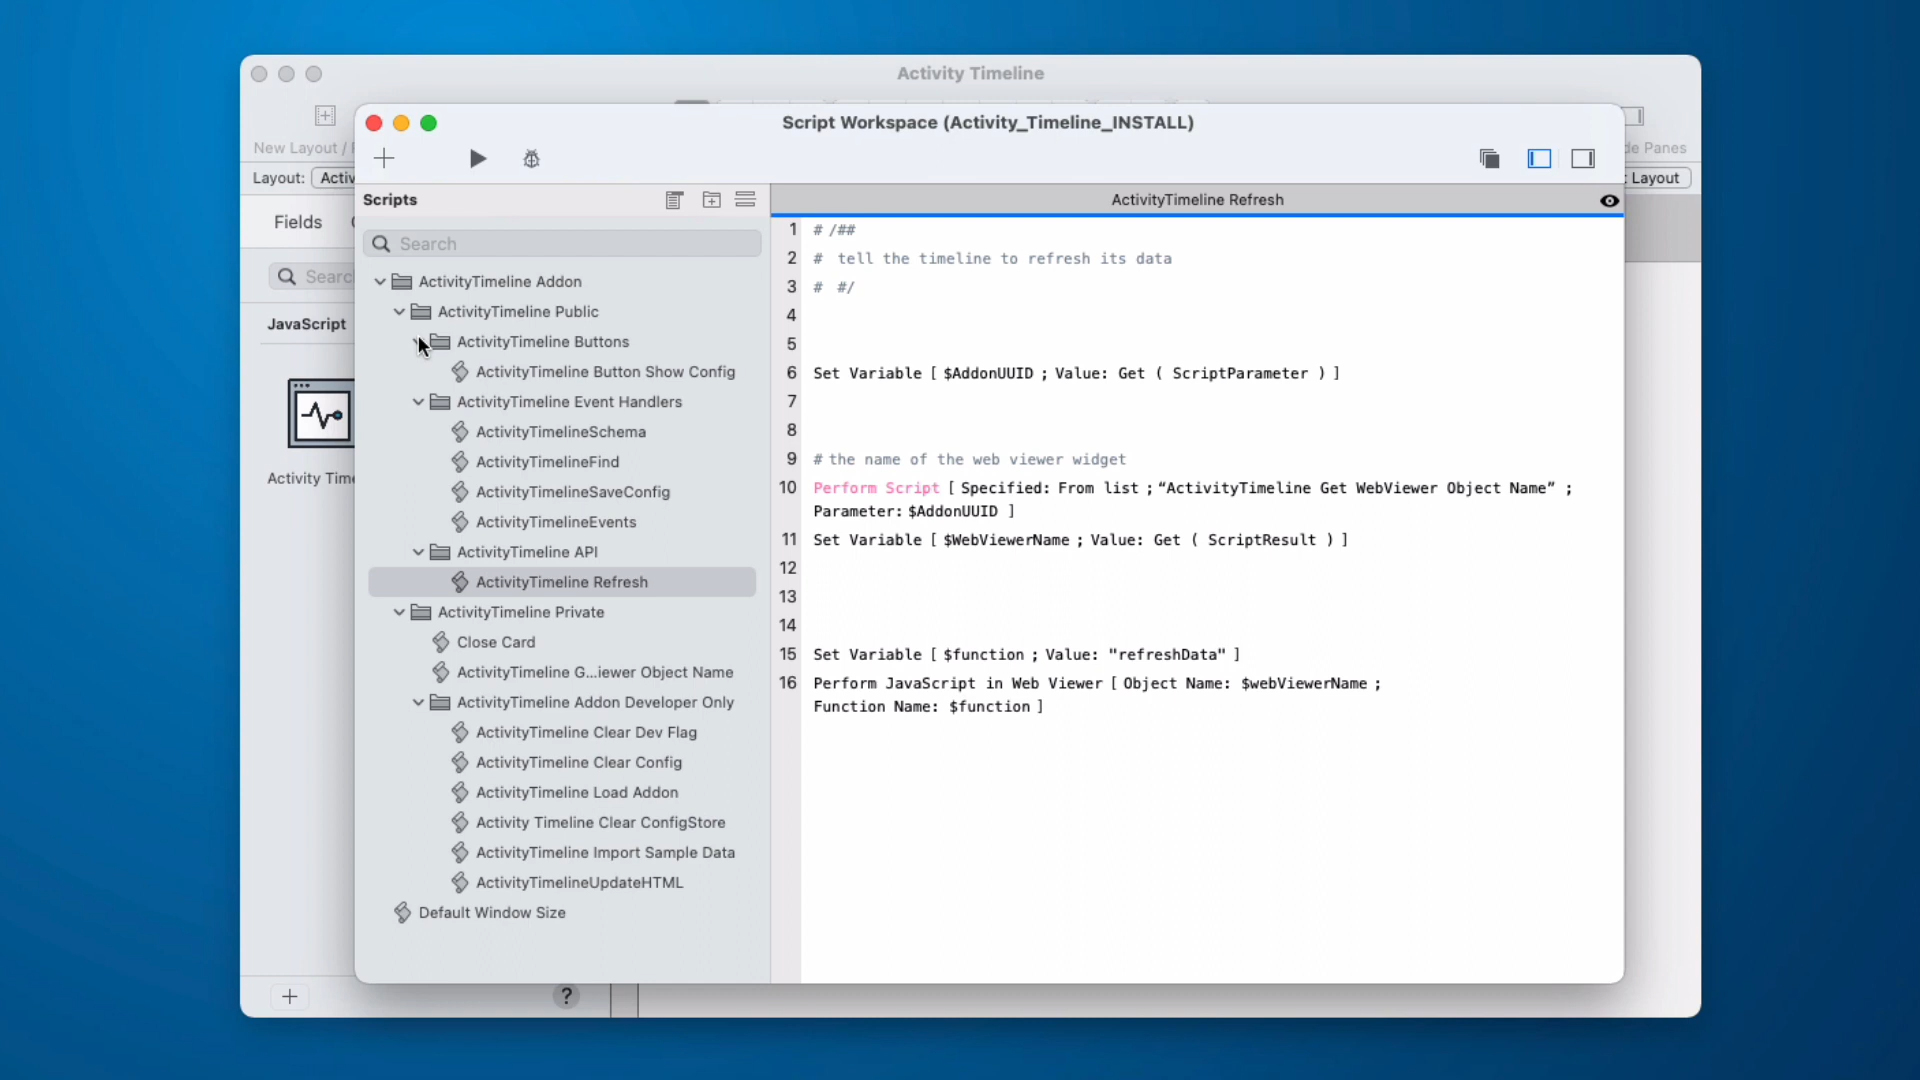 Activity Timeline
New Layout /
Layout: Activ
de Panes
Layout
Fields
Searc
JavaScript
Activity Time
Script Workspace (Activity_Timeline_INSTALL)
Scripts
Search
ActivityTimeline Addon
ActivityTimeline Public
ActivityTimeline Buttons
ActivityTimeline Button Show Config
ActivityTimeline Event Handlers
ActivityTimelineSchema
ActivityTimelineFind
ActivityTimelineSaveConfig
ActivityTimelineEvents
ActivityTimeline API
ActivityTimeline Refresh
ActivityTimeline Private
Close Card
ActivityTimeline G...iewer Object Name
ActivityTimeline Addon Developer Only
ActivityTimeline Clear Dev Flag
ActivityTimeline Clear Config
ActivityTimeline Load Addon
Activity Timeline Clear ConfigStore
ActivityTimeline Import Sample Data
ActivityTimelineUpdateHTML
Default Window Size
ActivityTimeline Refresh
1 # /##
2 # tell the timeline to refresh its data
3 # #/
4
5
6 Set Variable [ $AddonUUID ; Value: Get ( ScriptParameter ) ]
7
8
9 # the name of the web viewer widget
10 Perform Script [ Specified: From list ; “ActivityTimeline Get WebViewer Object Name” ;
Parameter: $AddonUUID ]
11 Set Variable [ $WebViewerName ; Value: Get ( ScriptResult ) ]
12
13
14
15 Set Variable [ $function ; Value: "refreshData" ]
16 Perform JavaScript in Web Viewer [ Object Name: $webViewerName ;
Function Name: $function ]
?